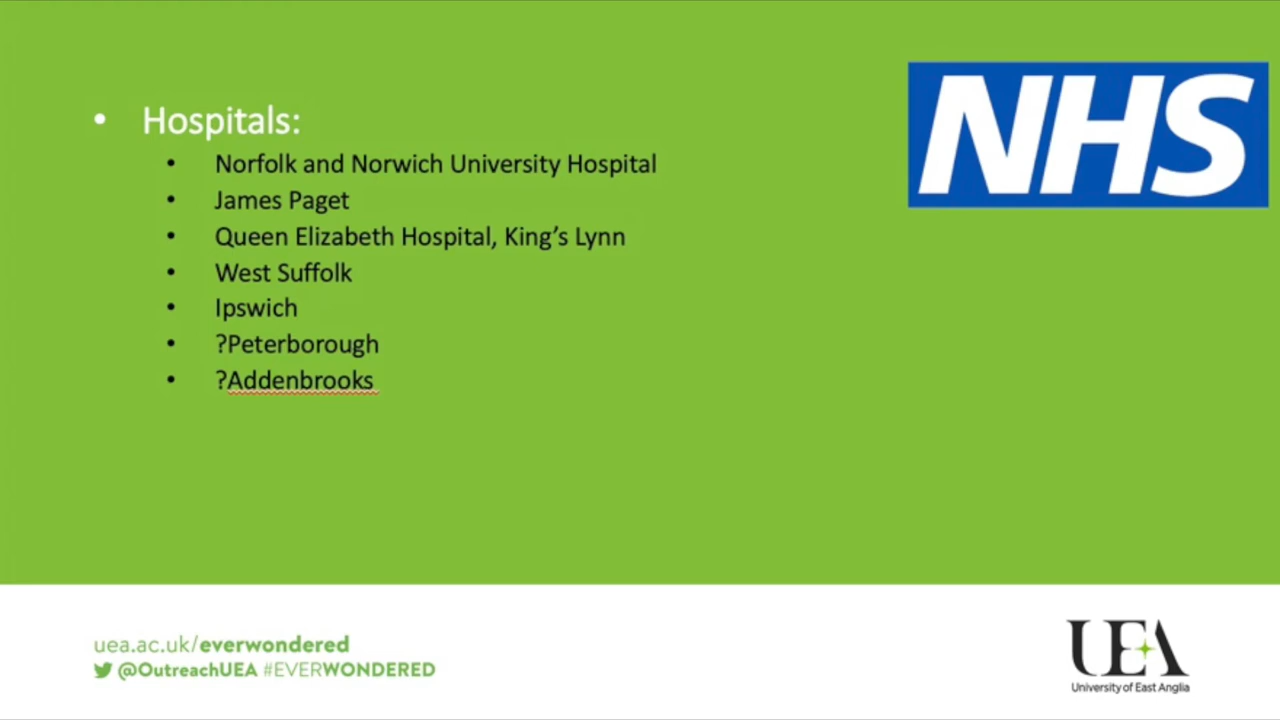 NHS
• Hospitals:
• Norfolk and Norwich University Hospital
• James Paget
• Queen Elizabeth Hospital, King’s Lynn
• West Suffolk
• Ipswich
• ?Peterborough
• ?Addenbrooks
uea.ac.uk/everwondered
@OutreachUEA #EVERWONDERED
UEA
University of East Anglia